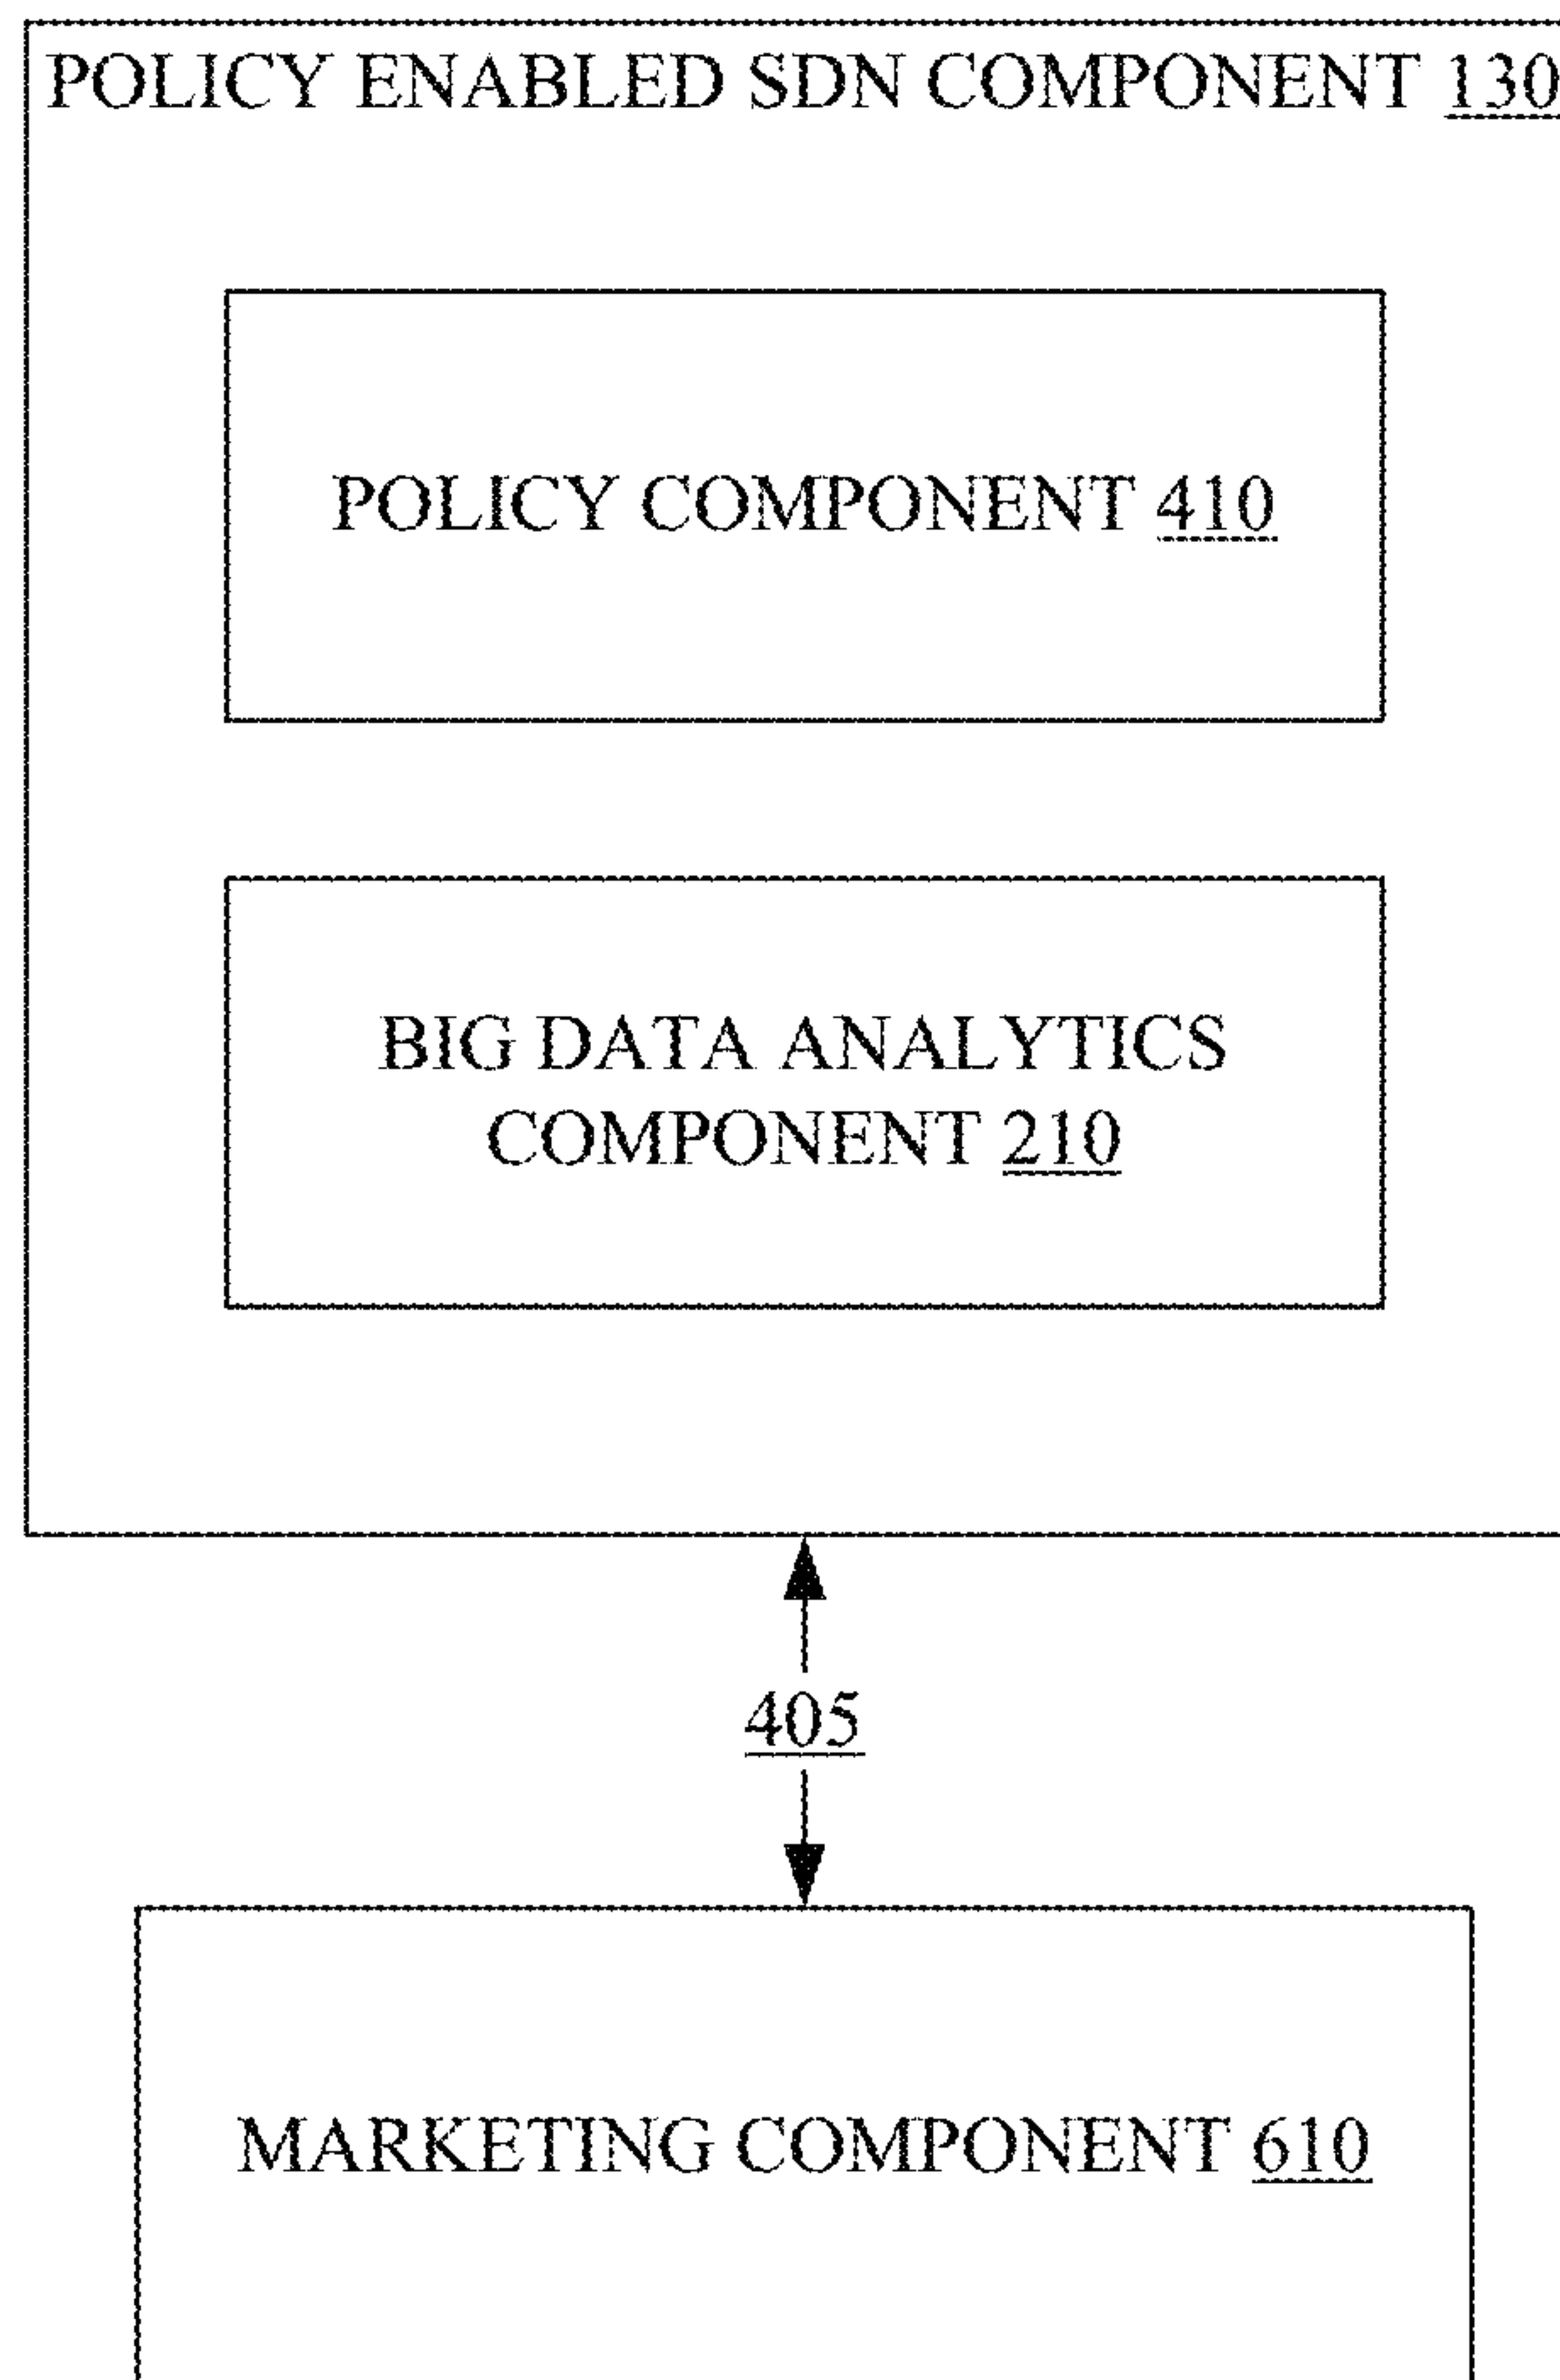 POLICY ENABLED SDN COMPONENT 130
POLICY COMPONENT 410
BIG DATA ANALYTICS
COMPONENT 210
405
MARKETING COMPONENT 610